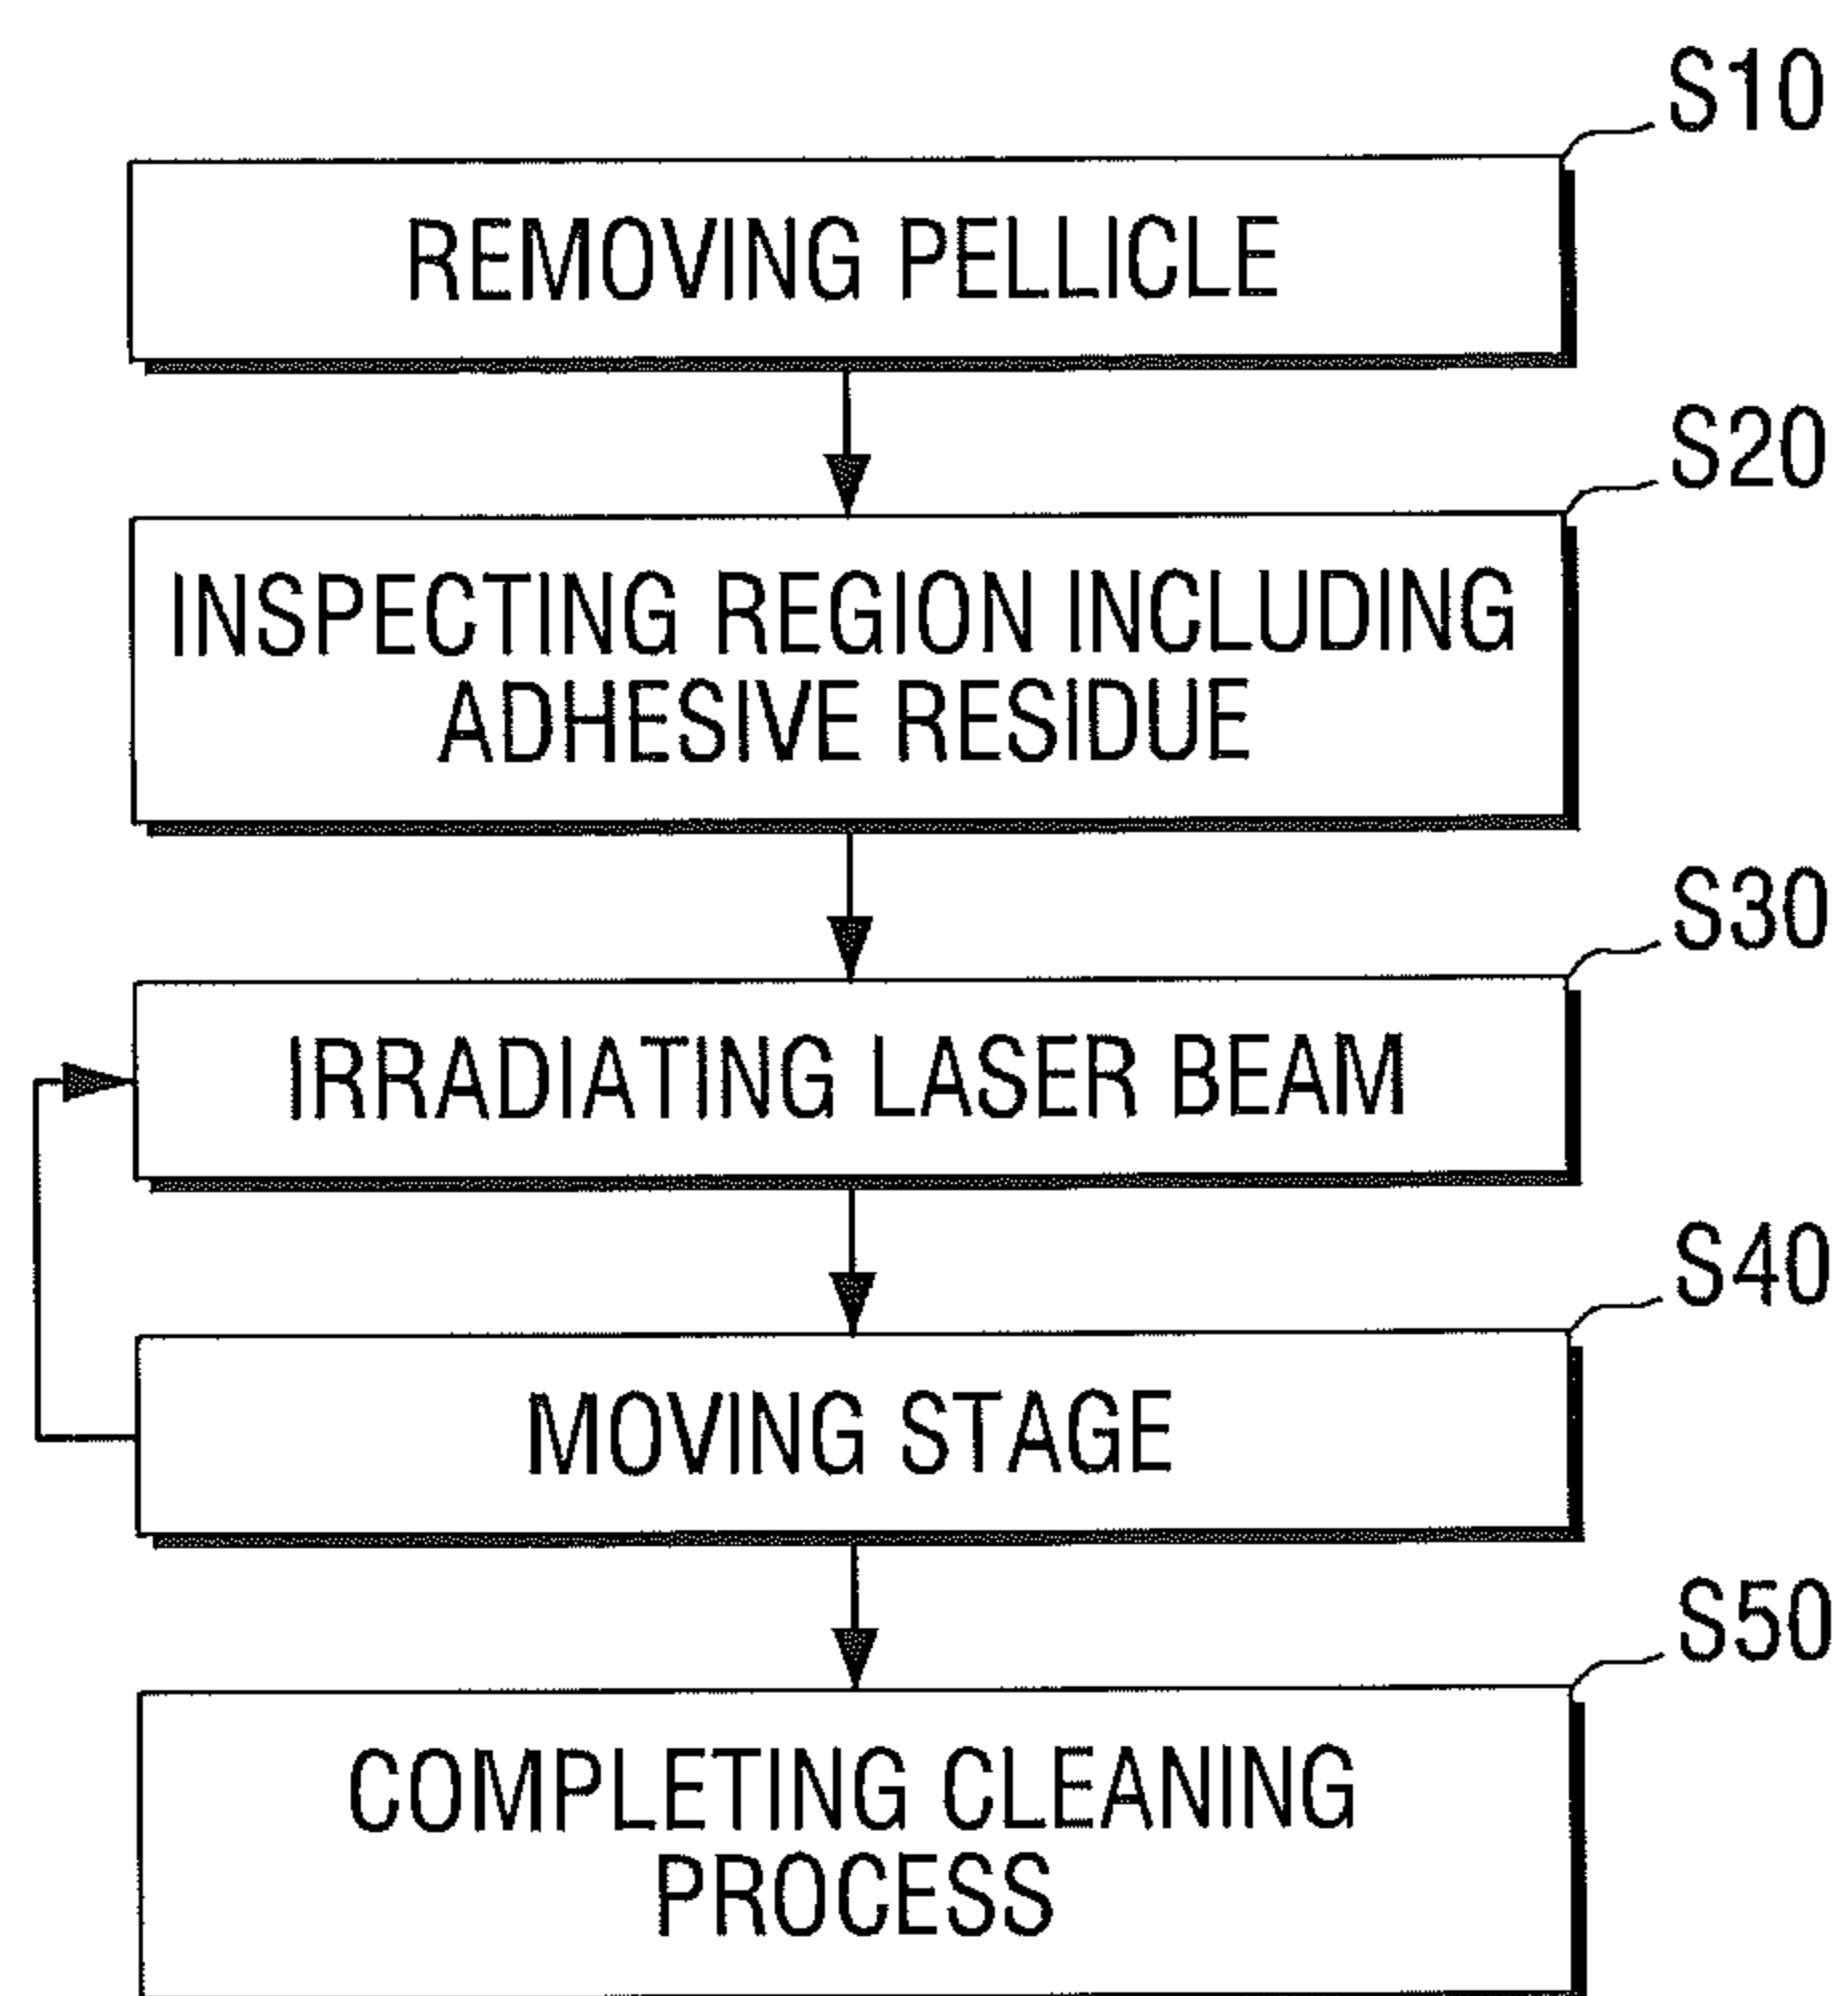 S10
REMOVING PELLICLE
S20
INSPECTING REGION INCLUDING
ADHESIVE RESIDUE
S30
IRRADIATING LASER BEAM
S40
MOVING STAGE
S50
COMPLETING CLEANING
PROCESS